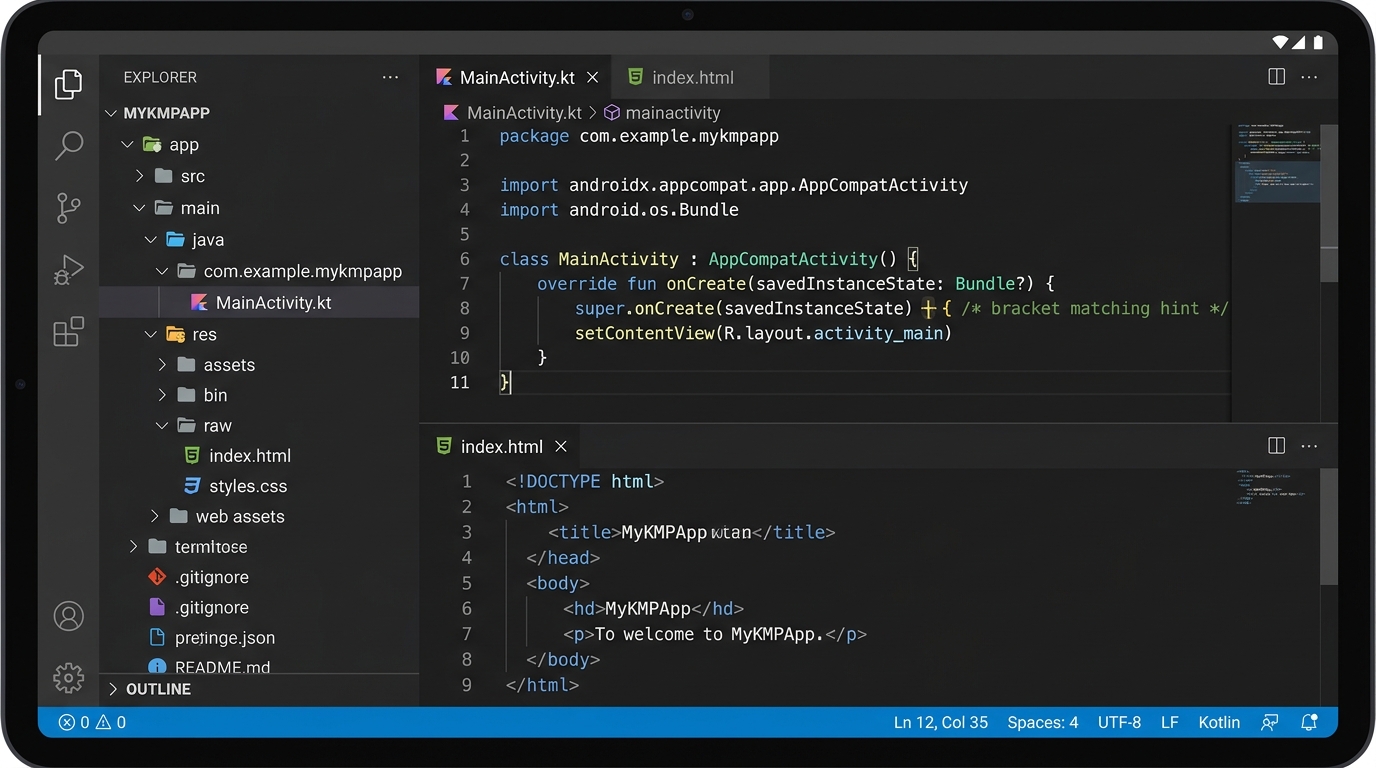 EXPLORER
MYKMPAPP
app
src
main
java
com.example.mykmpapp
MainActivity.kt
res
assets
bin
raw
index.html
styles.css
web assets
.gitignore
.gitignore
README.md
OUTLINE
MainActivity.kt
index.html
MainActivity.kt > mainactivity
1 package com.example.mykmpapp
2
3 import androidx.appcompat.app.AppCompatActivity
4 import android.os.Bundle
5
6 class MainActivity : AppCompatActivity() {
7 override fun onCreate(savedInstanceState: Bundle?) {
8 super.onCreate(savedInstanceState) + { /* bracket matching hint */
9 setContentView(R.layout.activity_main)
10 }
11 }
index.html
1 <!DOCTYPE html>
2 <html>
3 <title>MyKMPApp </title>
4 </head>
5 <body>
6 <hd>MyKMPApp</hd>
7 <p>To welcome to MyKMPApp.</p>
8 </body>
9 </html>
0 0
Ln 12, Col 35 Spaces: 4 UTF-8 LF Kotlin